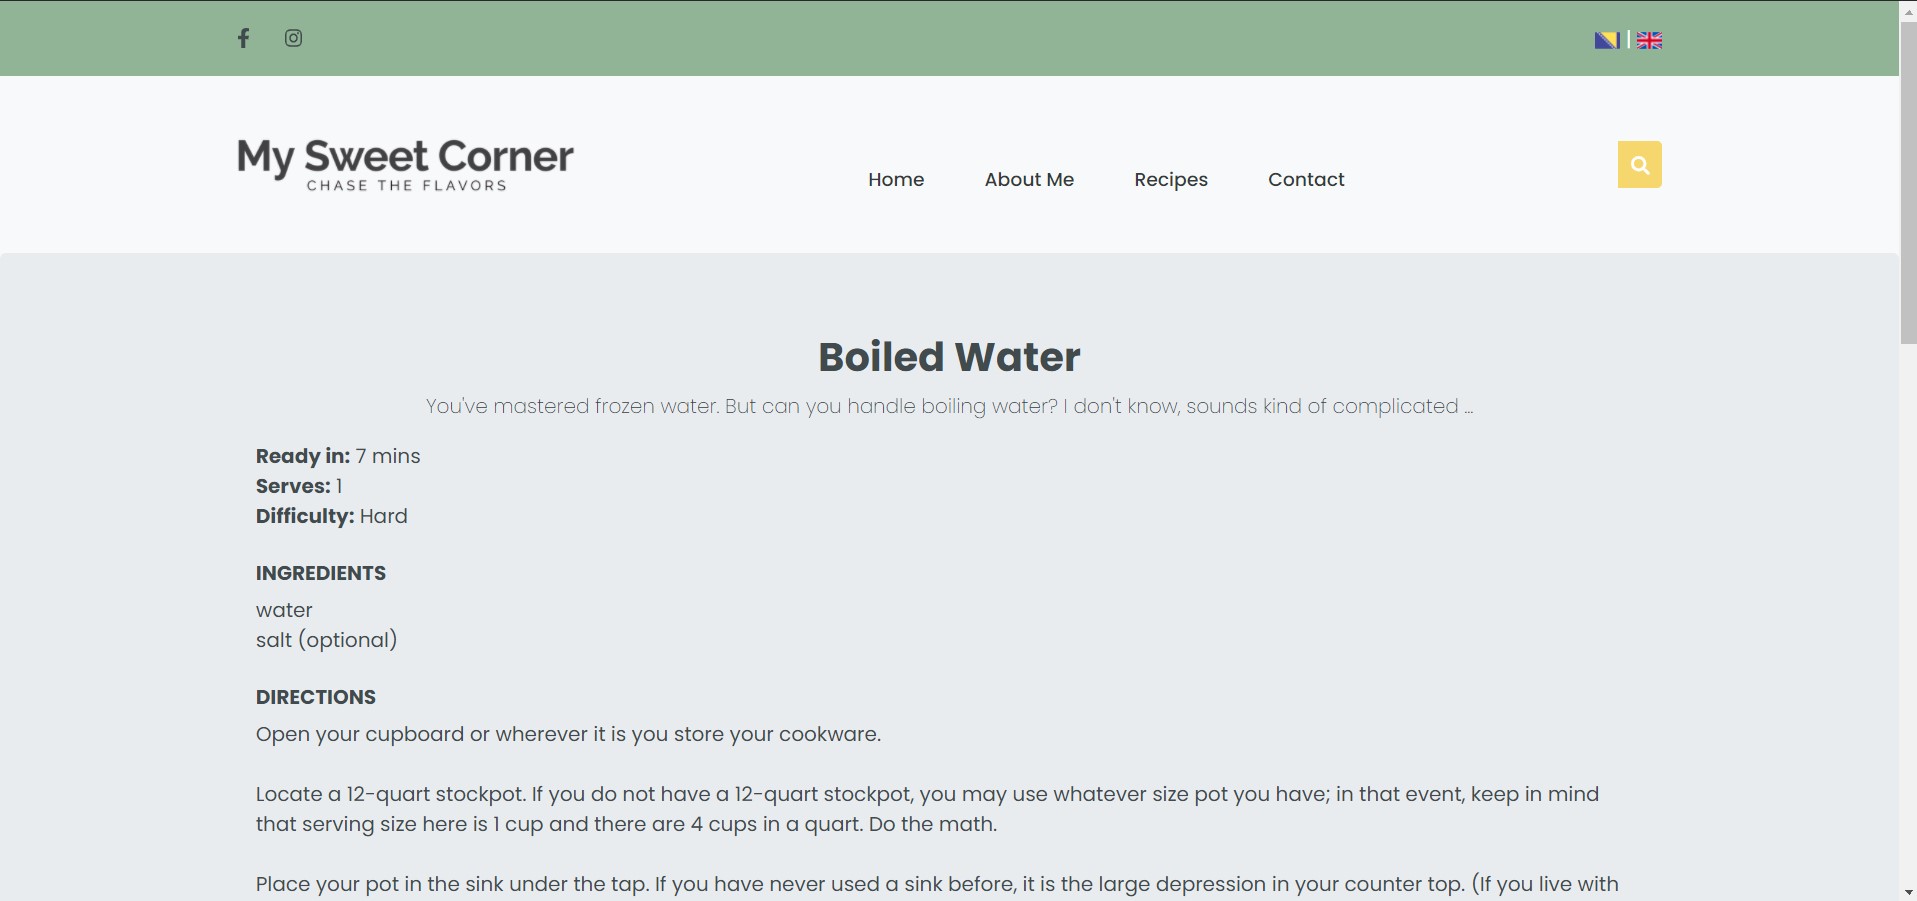 My Sweet Corner
CHASE THE FLAVORS
Home
About Me
Recipes
Contact
Boiled Water
You've mastered frozen water. But can you handle boiling water? I don't know, sounds kind of complicated ...
Ready in: 7 mins
Serves: 1
Difficulty: Hard
INGREDIENTS
water
salt (optional)
DIRECTIONS
Open your cupboard or wherever it is you store your cookware.
Locate a 12-quart stockpot. If you do not have a 12-quart stockpot, you may use whatever size pot you have; in that event, keep in mind
that serving size here is 1 cup and there are 4 cups in a quart. Do the math.
Place your pot in the sink under the tap. If you have never used a sink before, it is the large depression in your counter top. (If you live with